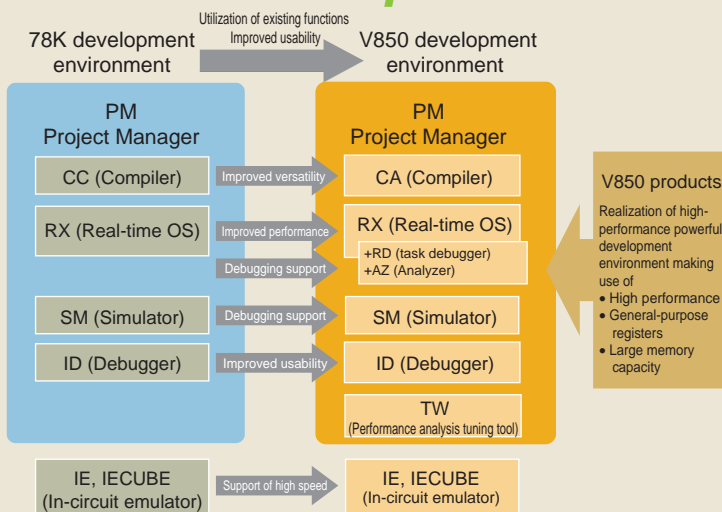 Utilization of existing functions
Improved usability
78K development
environment
V850 development
environment
PM
Project Manager
CC (Compiler)
RX (Real-time OS)
SM (Simulator)
ID (Debugger)
IE, IECUBE
(In-circuit emulator)
Improved versatility
Improved performance
Debugging support
Debugging support
Improved usability
Support of high speed
PM
Project Manager
CA (Compiler)
RX (Real-time OS)
+RD (task debugger)
+AZ (Analyzer)
SM (Simulator)
ID (Debugger)
TW
(Performance analysis tuning tool)
IE, IECUBE
(In-circuit emulator)
V850 products
Realization of high-
performance powerful
development
environment making
use of
• High performance
• General-purpose
registers
• Large memory
capacity